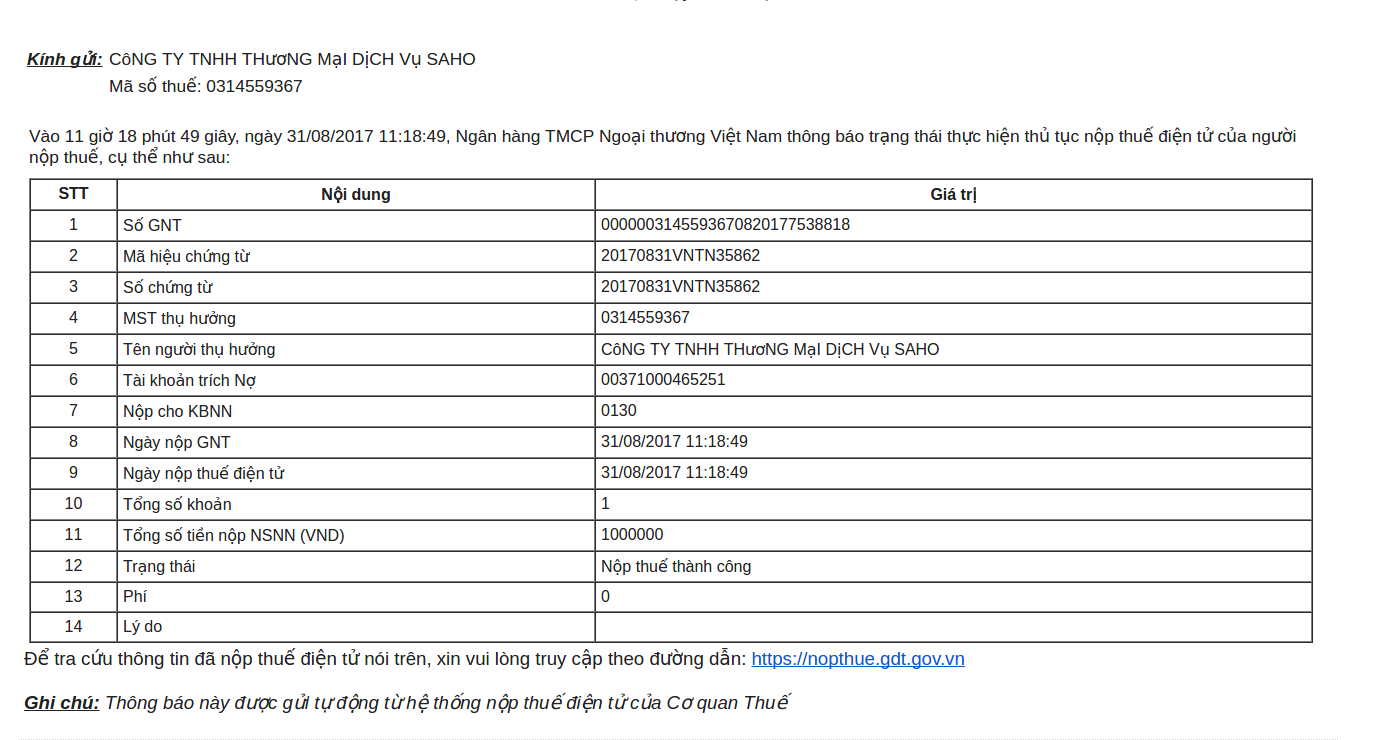 Kính gửi: CôNG TY TNHH THươNG MạI DịCH Vụ SAHO
Mã số thuế: 0314559367
Vào 11 giờ 18 phút 49 giây, ngày 31/08/2017 11:18:49, Ngân hàng TMCP Ngoại thương Việt Nam thông báo trạng thái thực hiện thủ tục nộp thuế điện tử của người
nộp thuế, cụ thể như sau:
STT Nội dung Giá trị
1 Số GNT 0000003145593670820177538818
2 Mã hiệu chứng từ 20170831VNTN35862
3 Số chứng từ 20170831VNTN35862
4 MST thụ hưởng 0314559367
5 Tên người thụ hưởng CôNG TY TNHH THươNG MạI DịCH Vụ SAHO
6 Tài khoản trích Nợ 00371000465251
7 Nộp cho KBNN 0130
8 Ngày nộp GNT 31/08/2017 11:18:49
9 Ngày nộp thuế điện tử 31/08/2017 11:18:49
10 Tổng số khoản 1
11 Tổng số tiền nộp NSNN (VND) 1000000
12 Trạng thái Nộp thuế thành công
13 Phí 0
14 Lý do
Để tra cứu thông tin đã nộp thuế điện tử nói trên, xin vui lòng truy cập theo đường dẫn: https://nopthue.gdt.gov.vn
Ghi chú: Thông báo này được gửi tự động từ hệ thống nộp thuế điện tử của Cơ quan Thuế